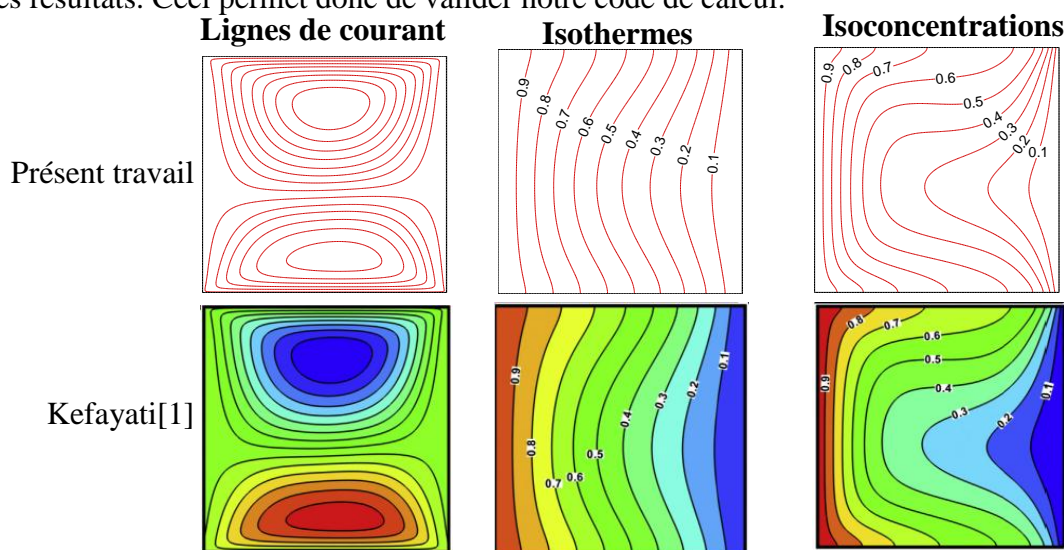 es résultats. Ceci permet donc de valider notre code de calcul.
Lignes de courant Isothermes Isoconcentrations
Présent travail
0.9 0.8 0.7 0.6 0.5 0.4 0.3 0.2 0.1
0.9 0.8 0.7 0.6 0.5 0.4 0.3 0.2 0.1
Kefayati[1]
0.9 0.8 0.7 0.6 0.5 0.4 0.3 0.2 0.1
0.9 0.8 0.7 0.6 0.5 0.4 0.3 0.2 0.1